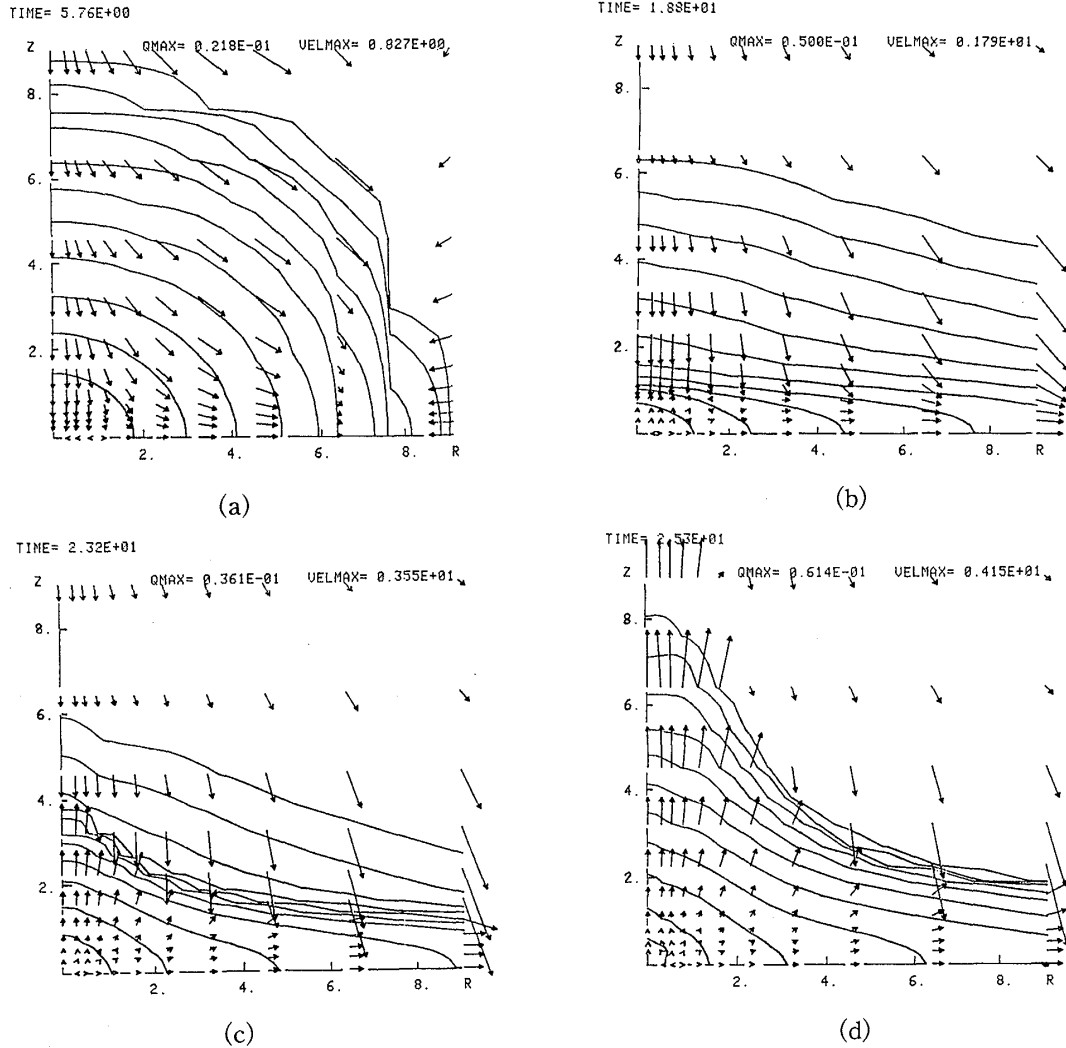 TIME= 5.76E+00
QMAX= 0.218E-01 VELMAX= 0.827E+00
Z
8.
6.
4.
2.
2. 4. 6. 8. R
(a)
TIME= 1.88E+01
Z
QMAX= 0.500E-01 VELMAX= 0.179E+01
8.
6.
4.
2.
2. 4. 6. 8. R
(b)
TIME= 2.32E+01
Z
QMAX= 0.361E-01 VELMAX= 0.355E+01
8.
6.
4.
2.
2. 4. 6. 8. R
(c)
TIME= 2.53E+01
Z
QMAX= 0.614E-01 VELMAX= 0.415E+01
8.
6.
4.
2.
2. 4. 6. 8. R
(d)